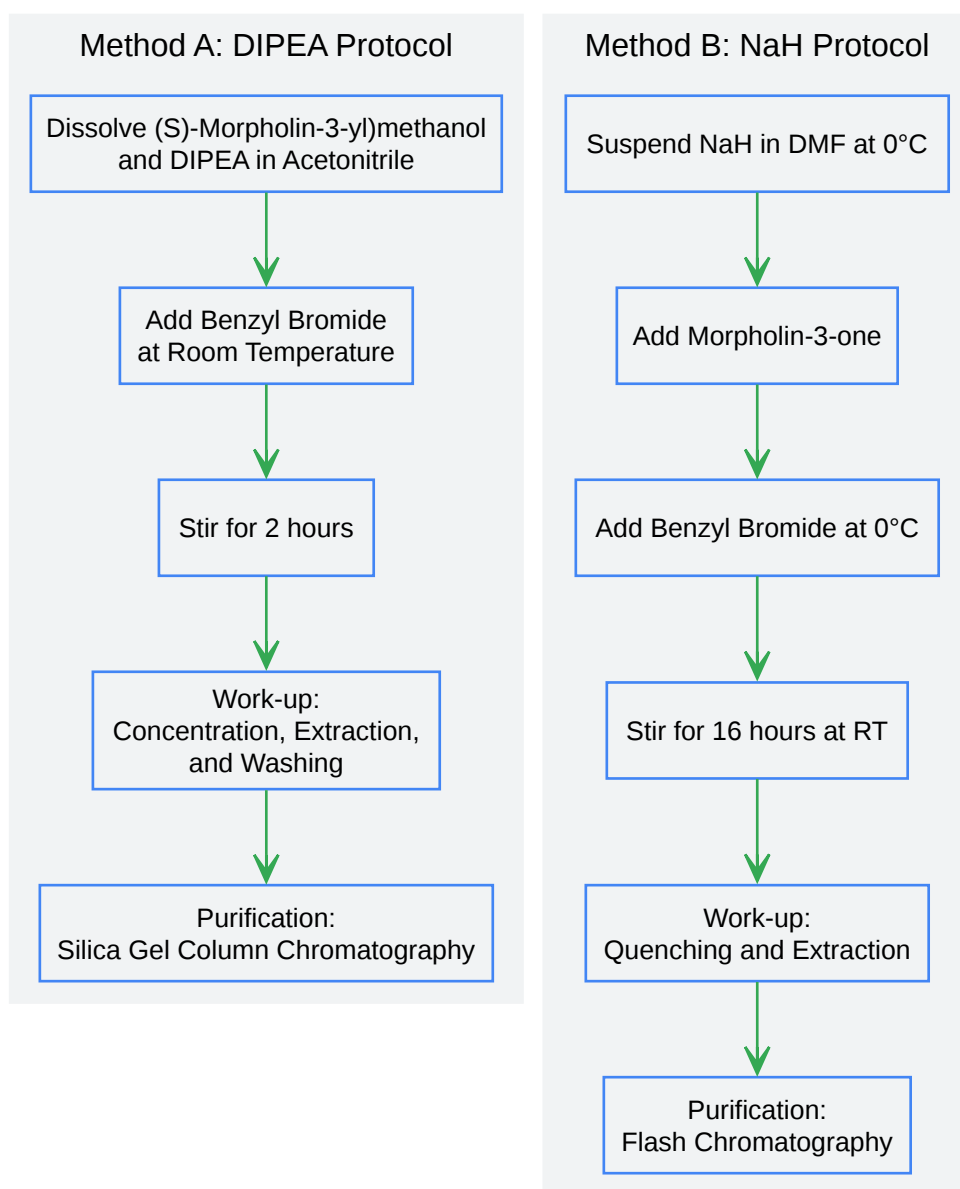 Method A: DIPEA Protocol
Dissolve (S)-Morpholin-3-yl)methanol
and DIPEA in Acetonitrile
Add Benzyl Bromide
at Room Temperature
Stir for 2 hours
Work-up:
Concentration, Extraction,
and Washing
Purification:
Silica Gel Column Chromatography
Method B: NaH Protocol
Suspend NaH in DMF at 0°C
Add Morpholin-3-one
Add Benzyl Bromide at 0°C
Stir for 16 hours at RT
Work-up:
Quenching and Extraction
Purification:
Flash Chromatography